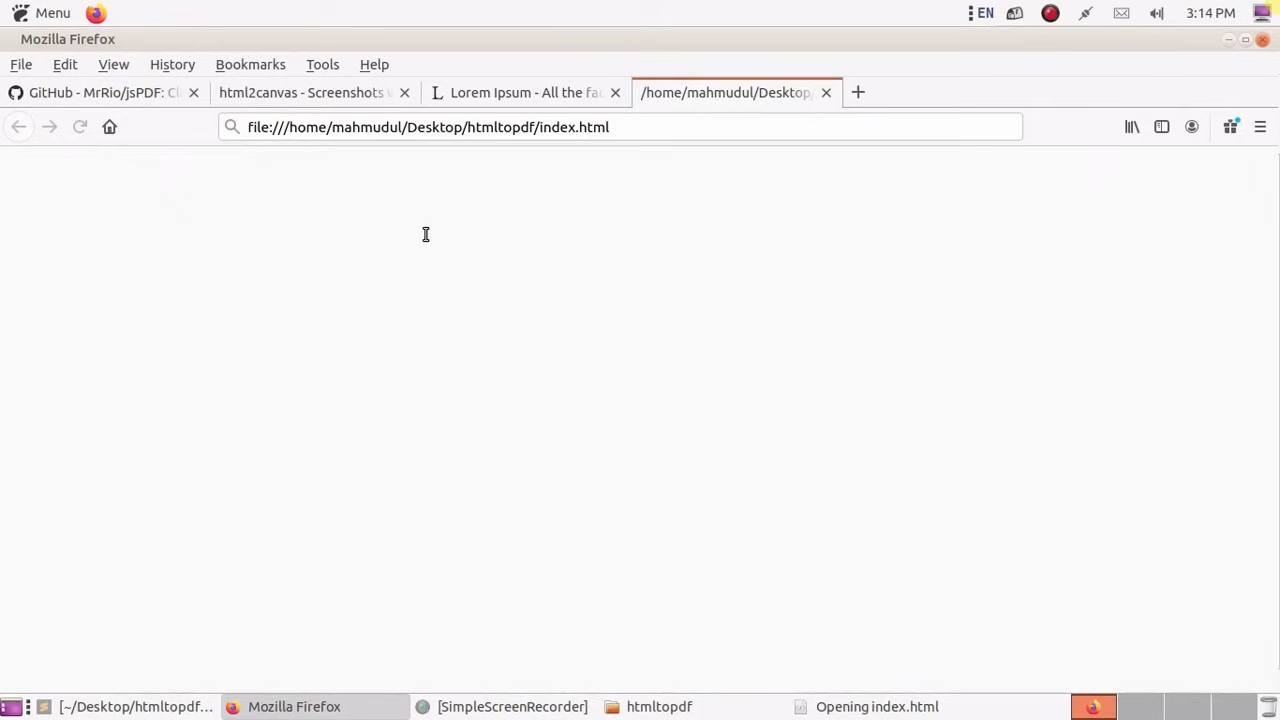 Menu EN 3:14 PM
Mozilla Firefox
File Edit View History Bookmarks Tools Help
GitHub - MrRio/jsPDF: Cl html2canvas - Screenshots w Lorem Ipsum - All the fac /home/mahmudul/Desktop/
file:///home/mahmudul/Desktop/htmltopdf/index.html
[~/Desktop/htmltopdf... Mozilla Firefox [SimpleScreenRecorder] htmltopdf Opening index.html